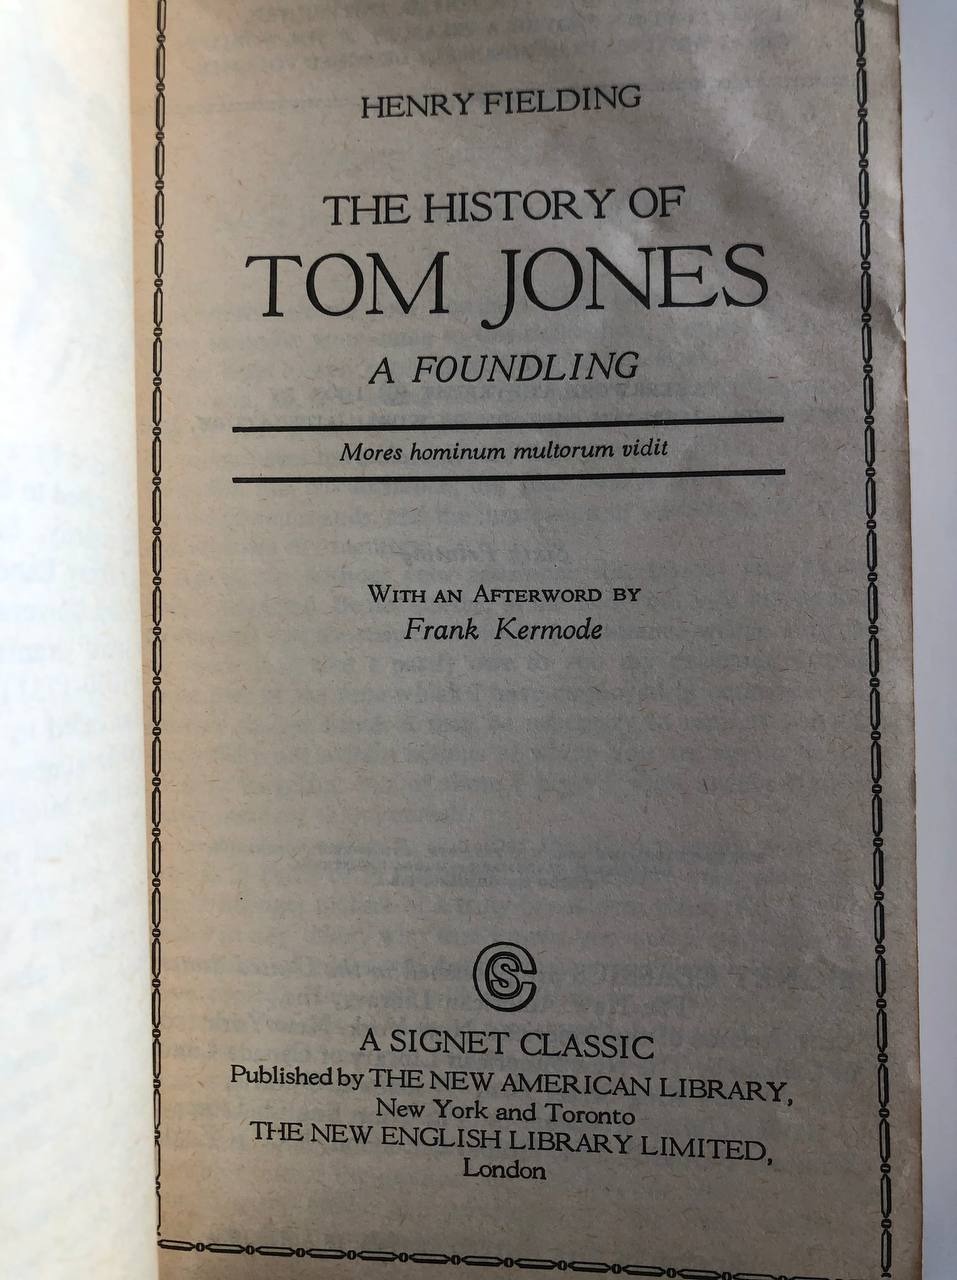 HENRY FIELDING
THE HISTORY OF
TOM JONES
A FOUNDLING
Mores hominum multorum vidit
WITH AN AFTERWORD BY
Frank Kermode
CS
A SIGNET CLASSIC
Published by THE NEW AMERICAN LIBRARY,
New York and Toronto
THE NEW ENGLISH LIBRARY LIMITED,
London